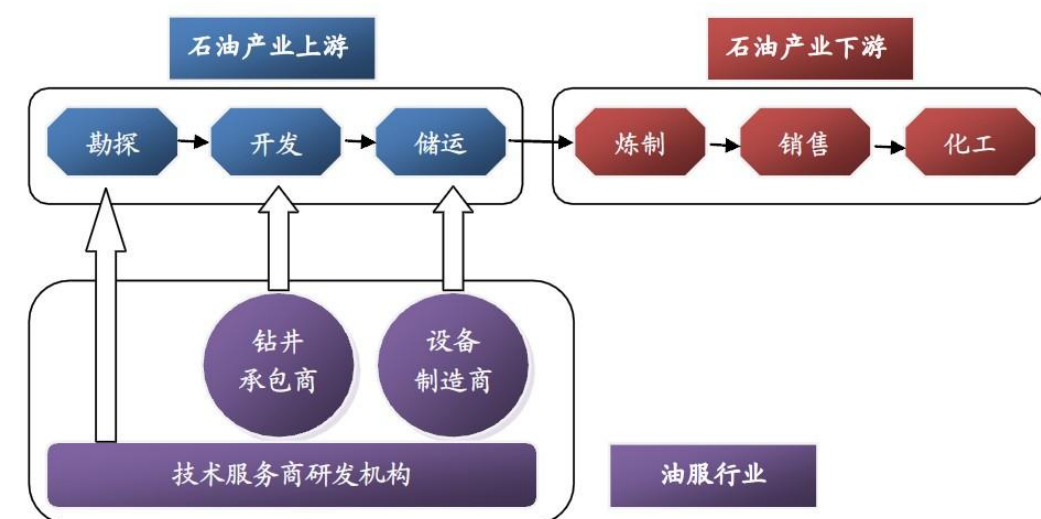 石油产业上游
石油产业下游
勘探
开发
储运
炼制
销售
化工
钻井
承包商
设备
制造商
技术服务商研发机构
油服行业